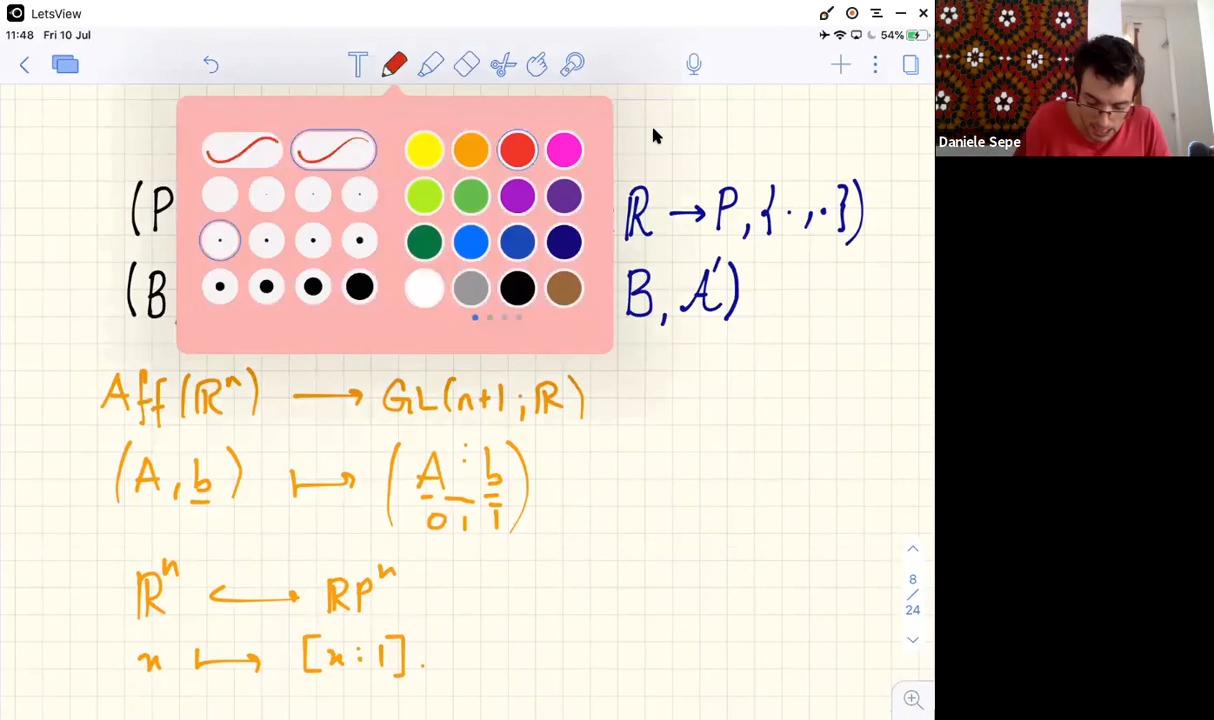 LetsView
11:48 Fri 10 Jul
54%
T
Daniele Sepe
(P ℝ → P, {·,·})
(B, B, A')
Aff(ℝⁿ) ⟶ GL(n+1; ℝ)
(A, b) ⟼ (A ⋮ b
0 1)
8
/
24
ℝⁿ ⟷ ℝPⁿ
x ⟼ [x : 1].